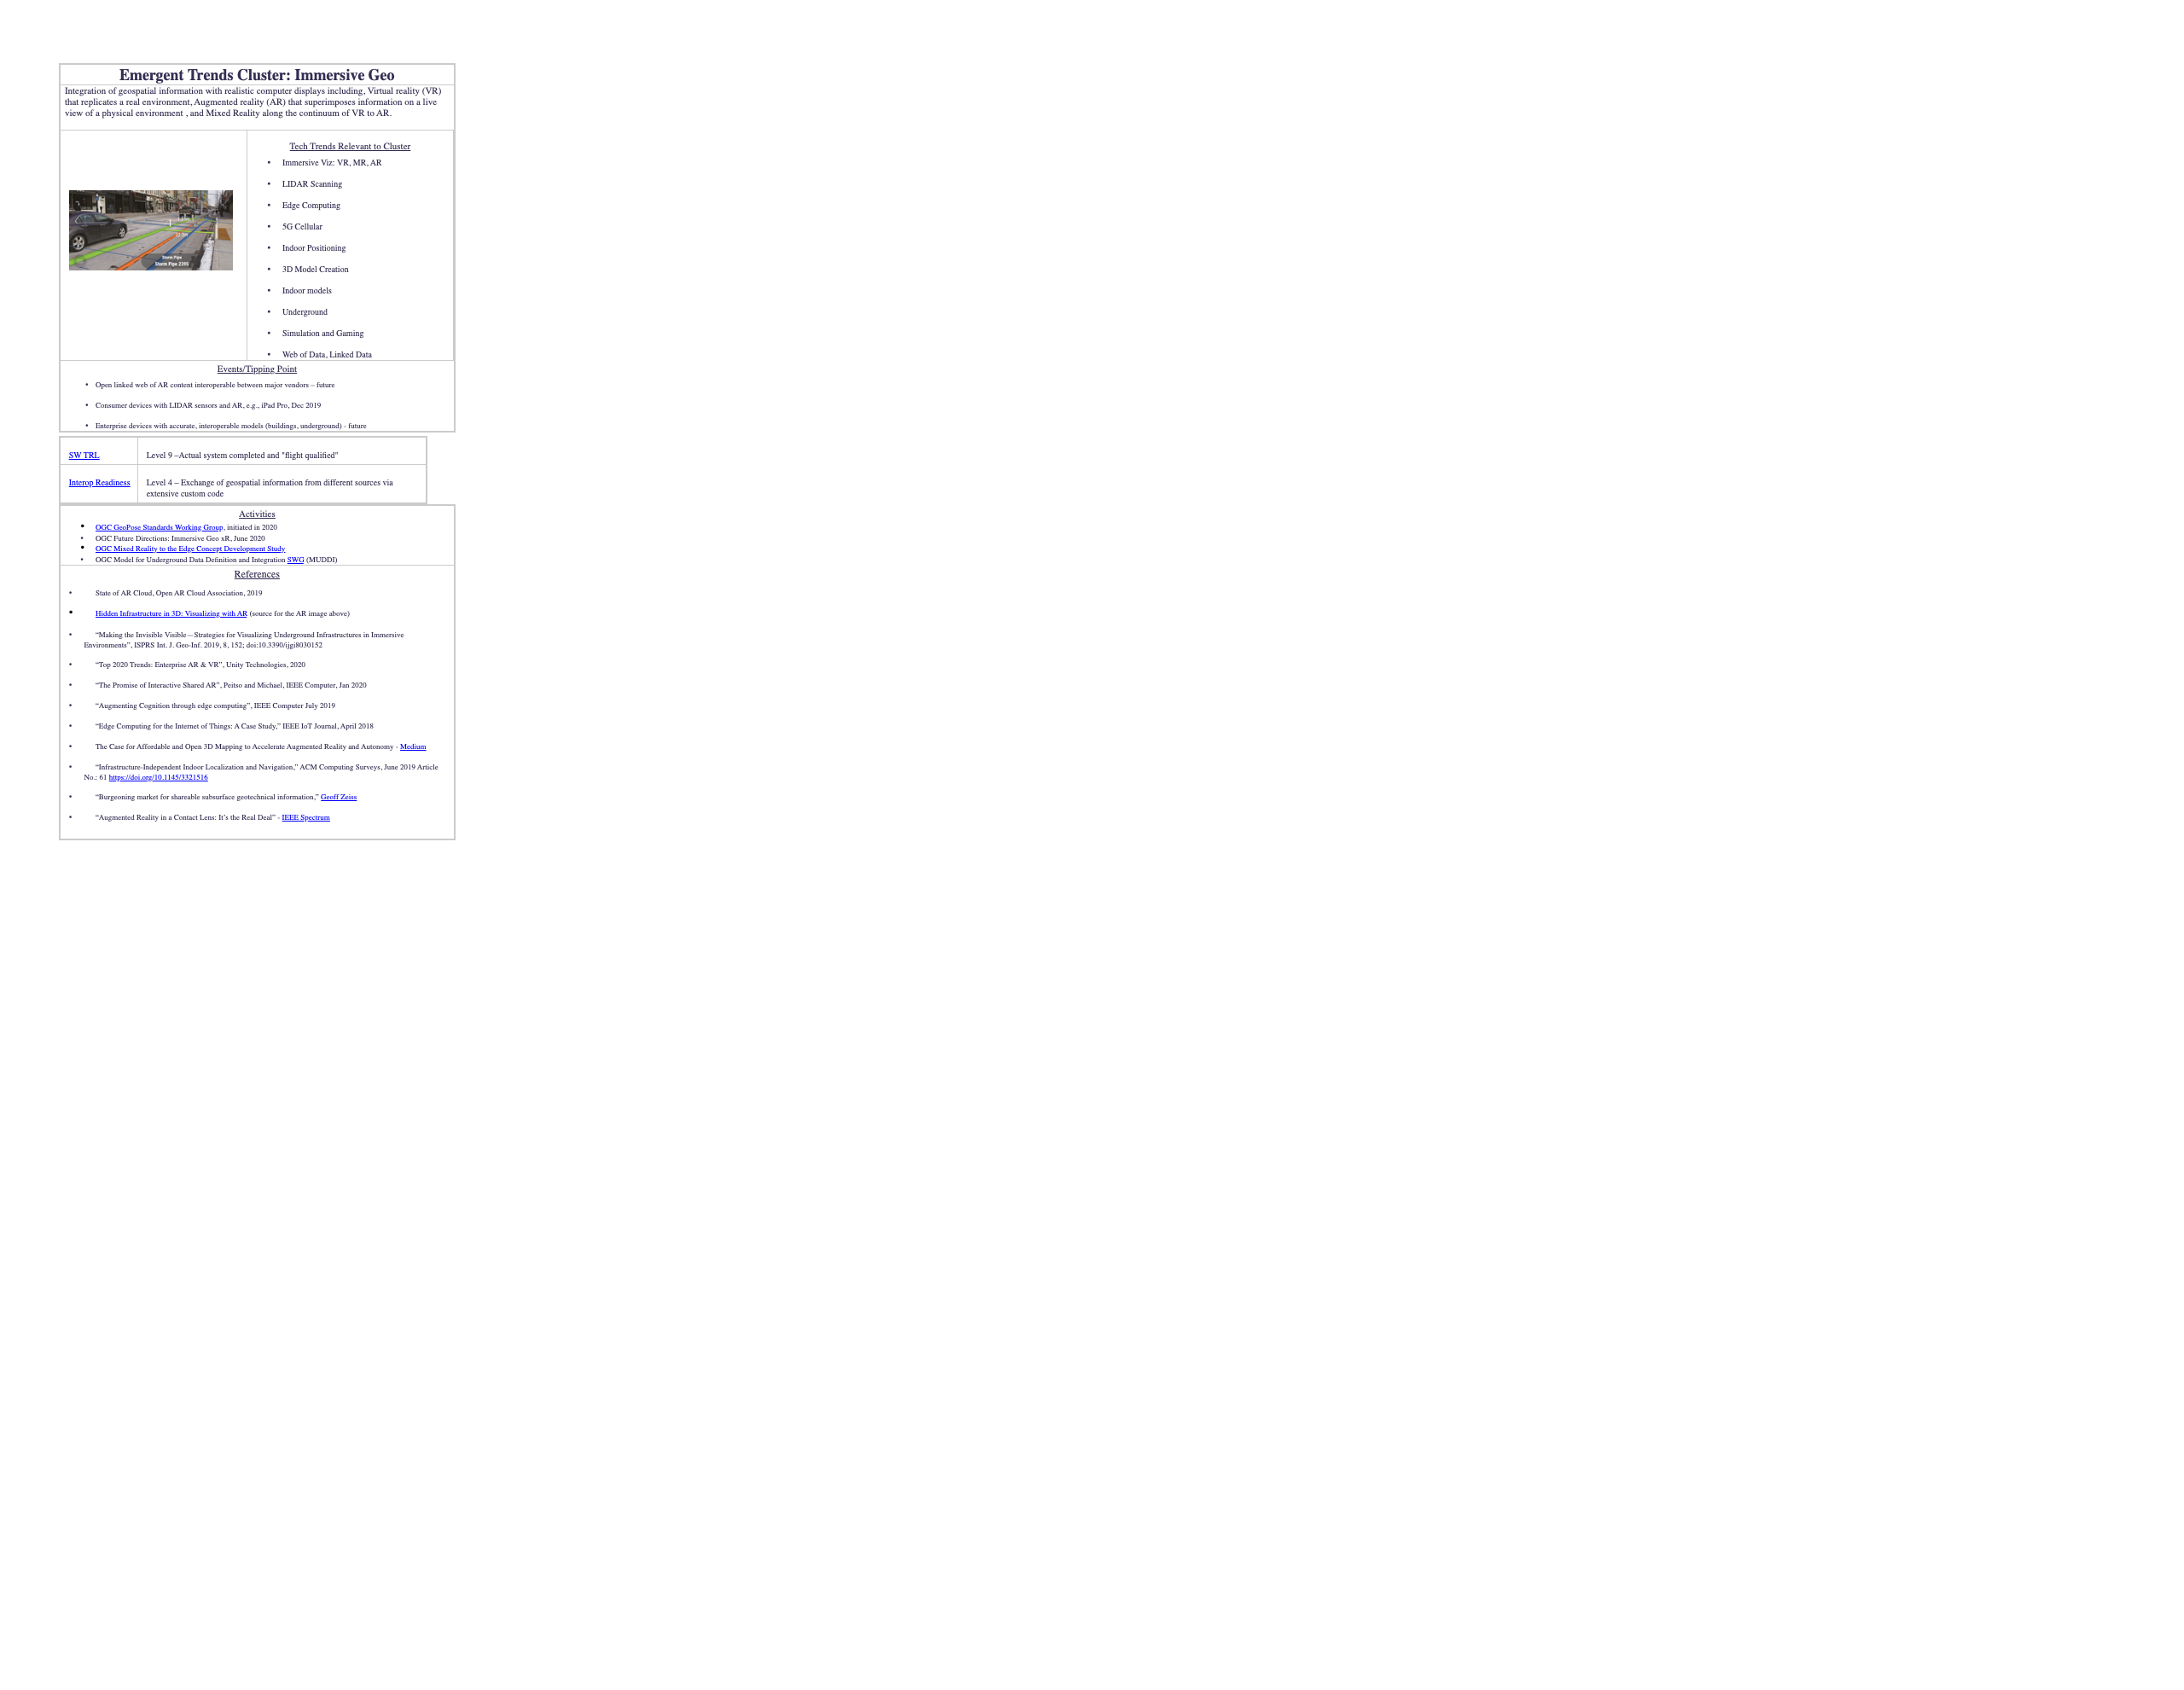 Emergent Trends Cluster: Immersive Geo
Integration of geospatial information with realistic computer displays including, Virtual reality (VR)
that replicates a real environment, Augmented reality (AR) that superimposes information on a live
view of a physical environment , and Mixed Reality along the continuum of VR to AR.
Storm Pipe
Storm Pipe 2265
Tech Trends Relevant to Cluster
• Immersive Viz: VR, MR, AR
• LIDAR Scanning
• Edge Computing
• 5G Cellular
• Indoor Positioning
• 3D Model Creation
• Indoor models
• Underground
• Simulation and Gaming
• Web of Data, Linked Data
Events/Tipping Point
• Open linked web of AR content interoperable between major vendors – future
• Consumer devices with LIDAR sensors and AR, e.g., iPad Pro, Dec 2019
• Enterprise devices with accurate, interoperable models (buildings, underground) - future
SW TRL Level 9 –Actual system completed and "flight qualified"
Interop Readiness Level 4 – Exchange of geospatial information from different sources via
extensive custom code
Activities
• OGC GeoPose Standards Working Group, initiated in 2020
• OGC Future Directions: Immersive Geo xR, June 2020
• OGC Mixed Reality to the Edge Concept Development Study
• OGC Model for Underground Data Definition and Integration SWG (MUDDI)
References
• State of AR Cloud, Open AR Cloud Association, 2019
• Hidden Infrastructure in 3D: Visualizing with AR (source for the AR image above)
• “Making the Invisible Visible—Strategies for Visualizing Underground Infrastructures in Immersive
Environments”, ISPRS Int. J. Geo-Inf. 2019, 8, 152; doi:10.3390/ijgi8030152
• “Top 2020 Trends: Enterprise AR & VR”, Unity Technologies, 2020
• “The Promise of Interactive Shared AR”, Peitso and Michael, IEEE Computer, Jan 2020
• “Augmenting Cognition through edge computing”, IEEE Computer July 2019
• “Edge Computing for the Internet of Things: A Case Study,” IEEE IoT Journal, April 2018
• The Case for Affordable and Open 3D Mapping to Accelerate Augmented Reality and Autonomy - Medium
• “Infrastructure-Independent Indoor Localization and Navigation,” ACM Computing Surveys, June 2019 Article
No.: 61 https://doi.org/10.1145/3321516
• “Burgeoning market for shareable subsurface geotechnical information,” Geoff Zeiss
• “Augmented Reality in a Contact Lens: It’s the Real Deal” - IEEE Spectrum